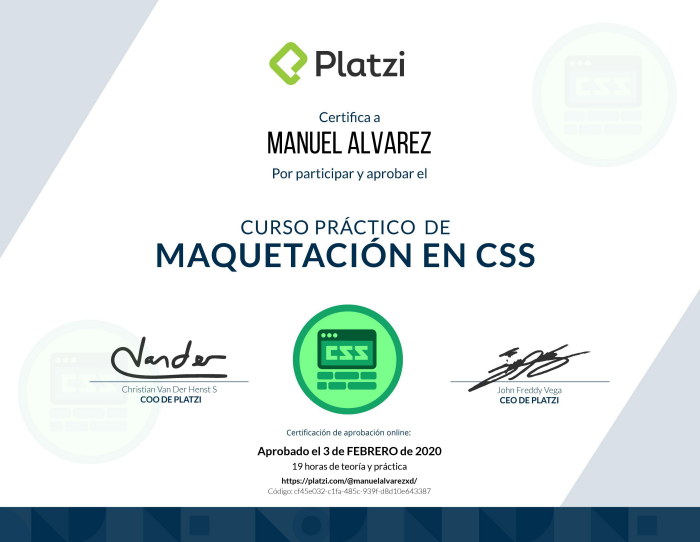 Platzi
Certifica a
MANUEL ALVAREZ
Por participar y aprobar el
CURSO PRÁCTICO DE
MAQUETACIÓN EN CSS
CSS
CSS
CSS
Christian Van Der Henst S
COO DE PLATZI
John Freddy Vega
CEO DE PLATZI
Certificación de aprobación online:
Aprobado el 3 de FEBRERO de 2020
19 horas de teoría y práctica
https://platzi.com/@manuelalvarezxd/
Código: cf45e032-c1fa-485c-939f-d8d10e643387